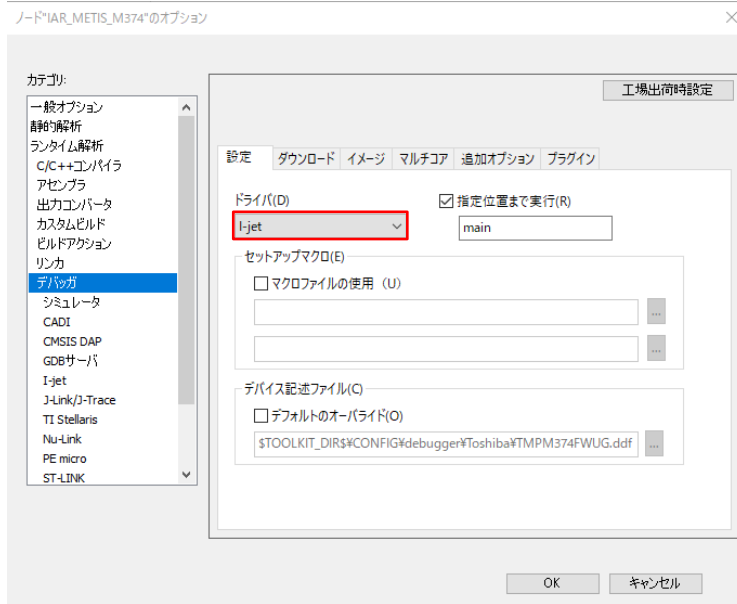 ノード"IAR_METIS_M374"のオプション
カテゴリ:
一般オプション
静的解析
ランタイム解析
C/C++コンパイラ
アセンブラ
出力コンバータ
カスタムビルド
ビルドアクション
リンカ
デバッガ
シミュレータ
CADI
CMSIS DAP
GDBサーバ
I-jet
J-Link/J-Trace
TI Stellaris
Nu-Link
PE micro
ST-LINK
工場出荷時設定
設定 ダウンロード イメージ マルチコア 追加オプション プラグイン
ドライバ(D)
I-jet
指定位置まで実行(R)
main
セットアップマクロ(E)
マクロファイルの使用（U）
...
...
デバイス記述ファイル(C)
デフォルトのオーバライド(O)
$TOOLKIT_DIR$¥CONFIG¥debugger¥Toshiba¥TMPM374FWUG.ddf ...
OK キャンセル